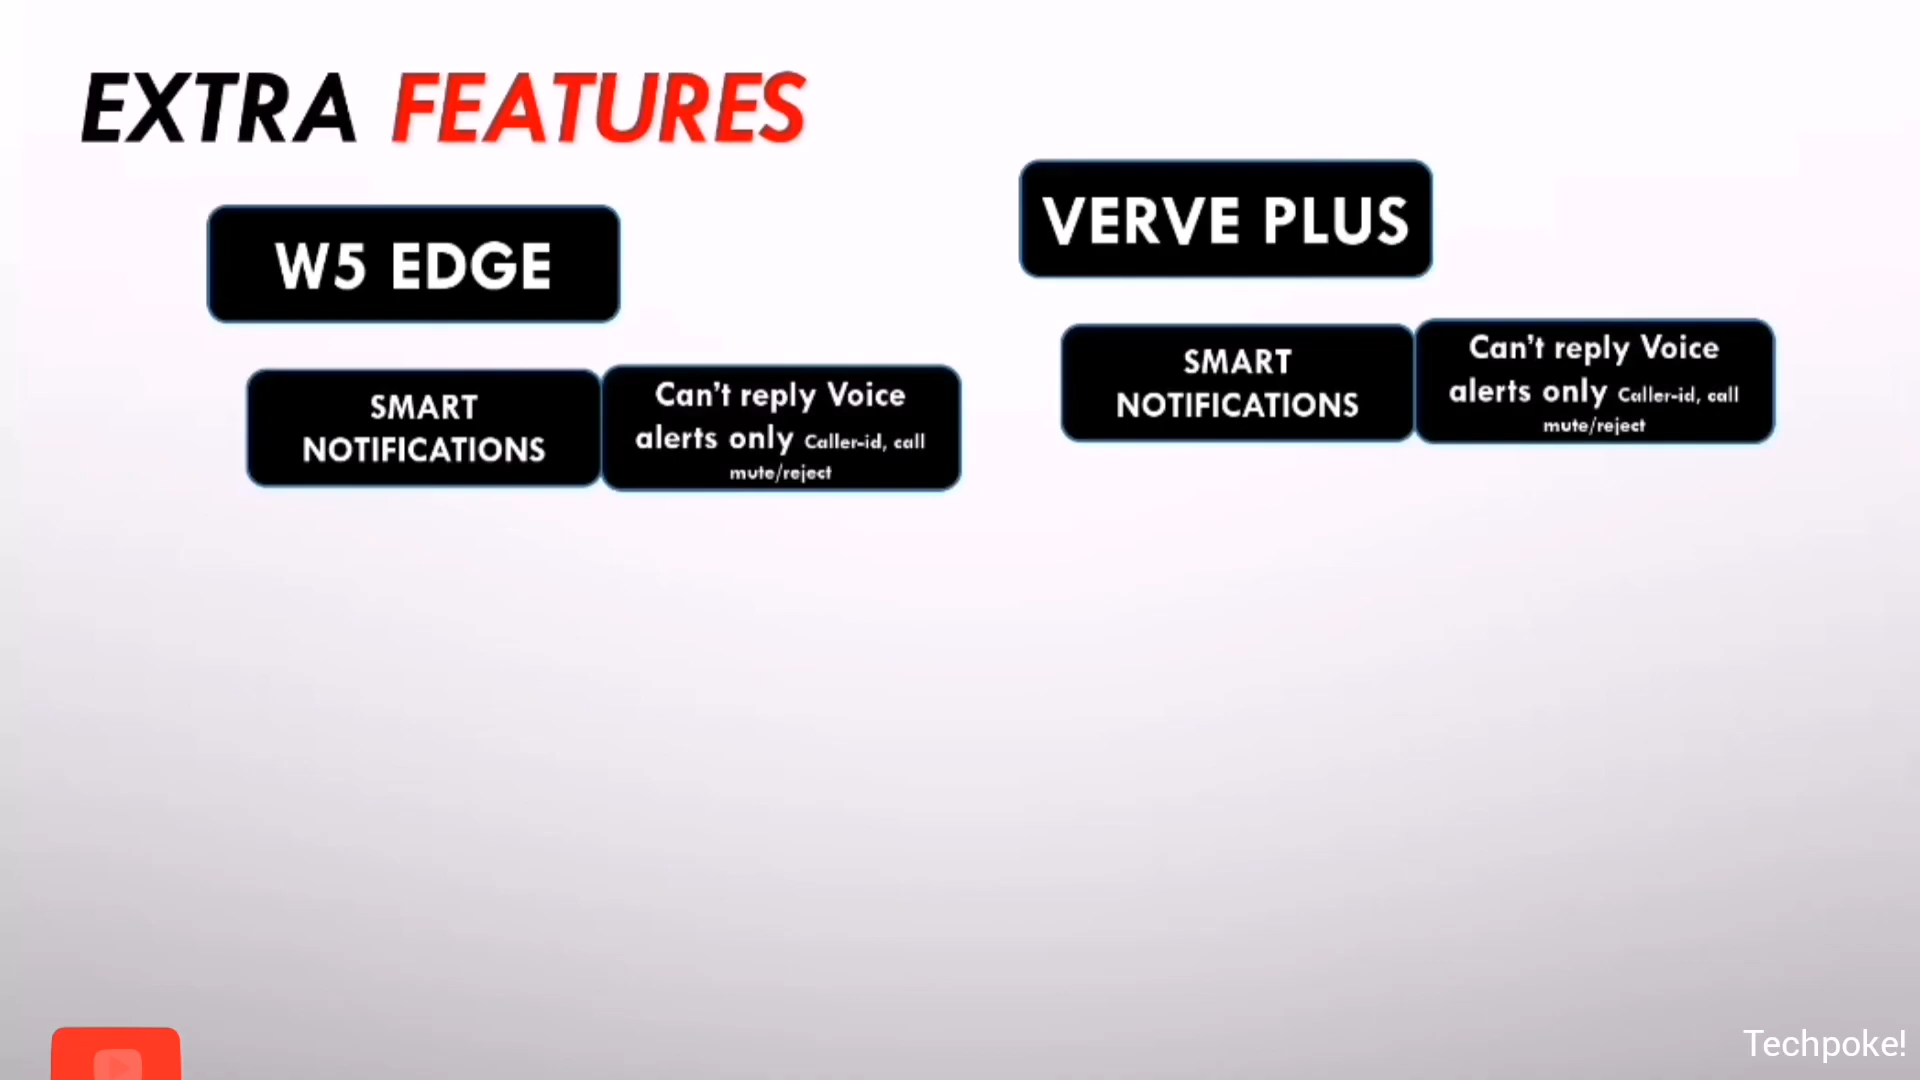 EXTRA FEATURES
W5 EDGE
SMART
NOTIFICATIONS
Can't reply Voice
alerts only Caller-id, call
mute/reject
VERVE PLUS
SMART
NOTIFICATIONS
Can't reply Voice
alerts only Caller-id, call
mute/reject
Techpoke!